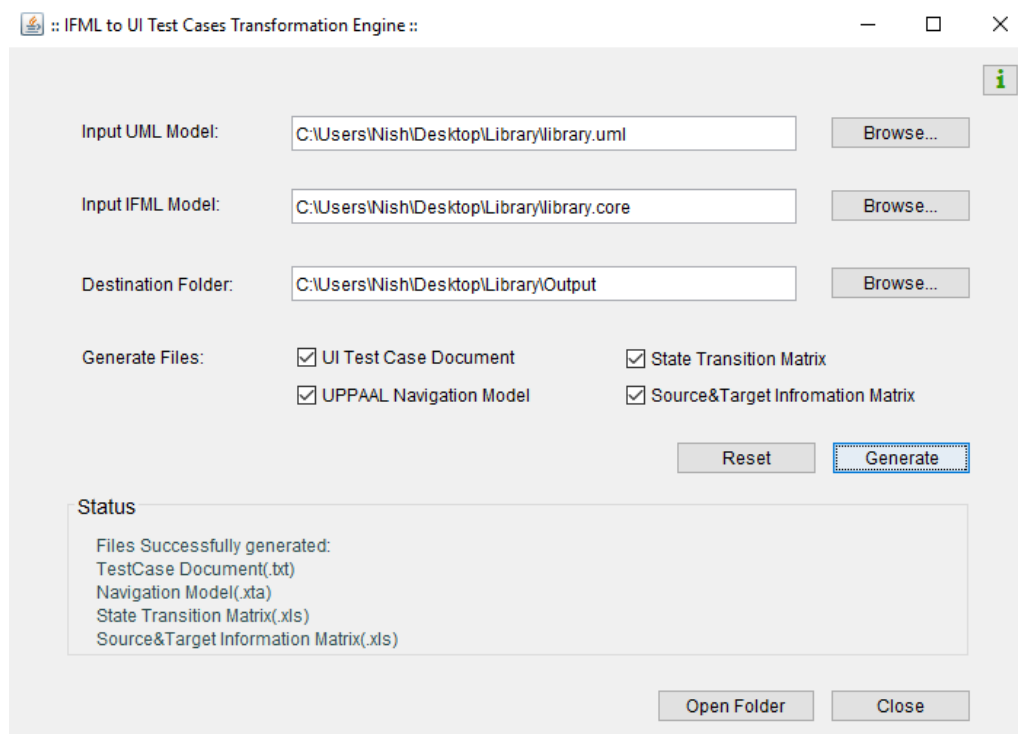 :: IFML to UI Test Cases Transformation Engine ::
i
Input UML Model: C:\Users\Nish\Desktop\Library\library.uml Browse...
Input IFML Model: C:\Users\Nish\Desktop\Library\library.core Browse...
Destination Folder: C:\Users\Nish\Desktop\Library\Output Browse...
Generate Files: UI Test Case Document State Transition Matrix
UPPAAL Navigation Model Source&Target Infromation Matrix
Reset Generate
Status
Files Successfully generated:
TestCase Document(.txt)
Navigation Model(.xta)
State Transition Matrix(.xls)
Source&Target Information Matrix(.xls)
Open Folder Close